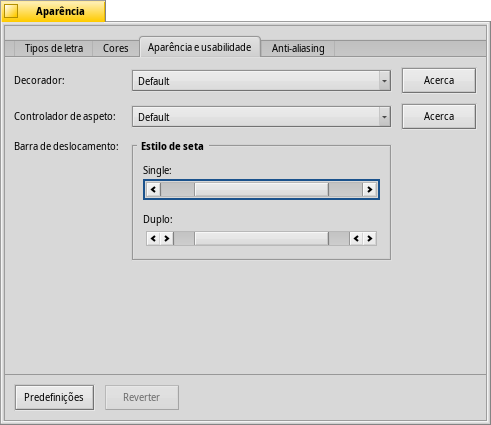 Aparência
Tipos de letra Cores Aparência e usabilidade Anti-aliasing
Decorador: Default Acerca
Controlador de aspeto: Default Acerca
Barra de deslocamento: Estilo de seta
Single:
Duplo:
Predefinições Reverter